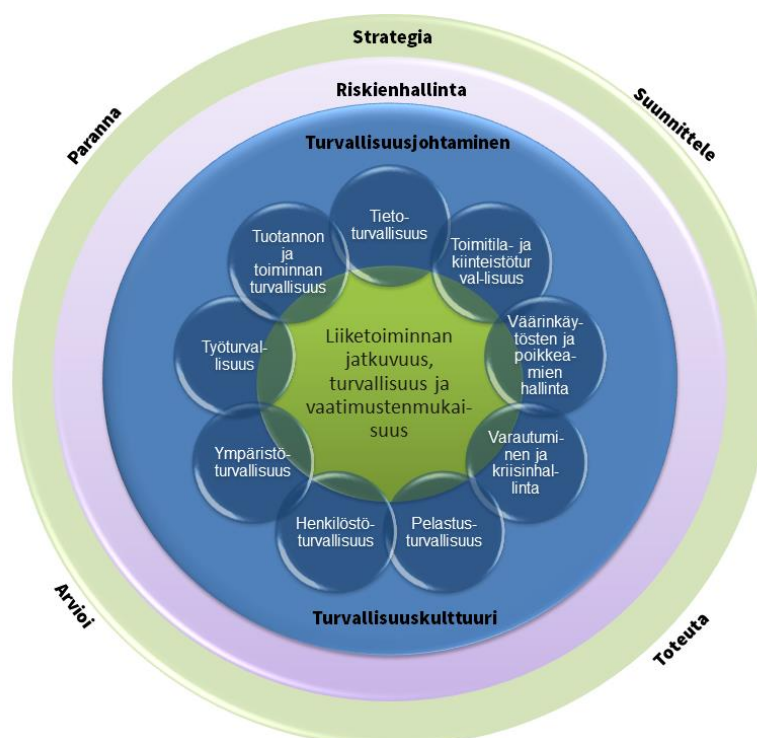 Strategia
Suunnittele
Toteuta
Arvioi
Paranna
Riskienhallinta
Turvallisuusjohtaminen
Tieto-
turvallisuus
Toimitila- ja
kiinteistötur
val-lisuus
Väärinkäy-
tösten ja
poikkea-
mien
hallinta
Varautumi-
nen ja
kriisinhal-
linta
Pelastus-
turvallisuus
Henkilöstö-
turvallisuus
Ympäristö-
turvallisuus
Työturval-
lisuus
Tuotannon
ja
toiminnan
turvallisuus
Liiketoiminnan
jatkuvuus,
turvallisuus ja
vaatimustenmukai-
suus
Turvallisuuskulttuuri